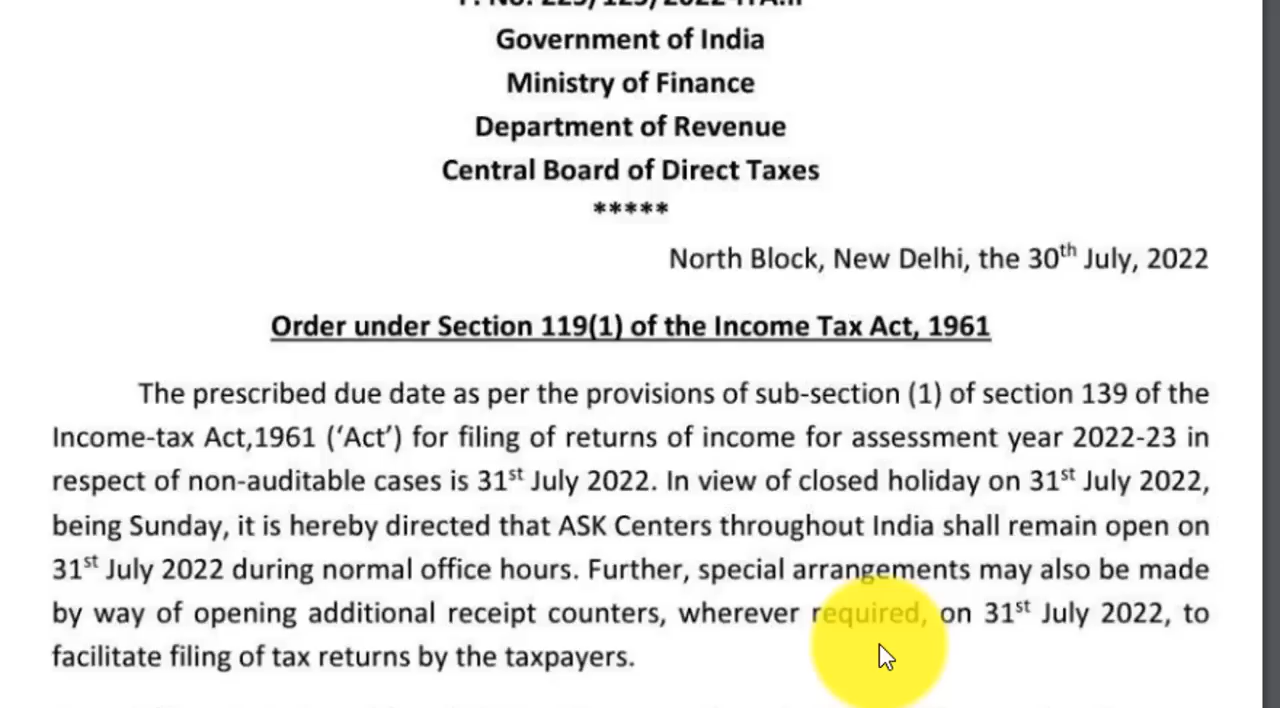 Government of India
Ministry of Finance
Department of Revenue
Central Board of Direct Taxes
*****
North Block, New Delhi, the 30th July, 2022
Order under Section 119(1) of the Income Tax Act, 1961
The prescribed due date as per the provisions of sub-section (1) of section 139 of the
Income-tax Act,1961 (‘Act’) for filing of returns of income for assessment year 2022-23 in
respect of non-auditable cases is 31st July 2022. In view of closed holiday on 31st July 2022,
being Sunday, it is hereby directed that ASK Centers throughout India shall remain open on
31st July 2022 during normal office hours. Further, special arrangements may also be made
by way of opening additional receipt counters, wherever required, on 31st July 2022, to
facilitate filing of tax returns by the taxpayers.